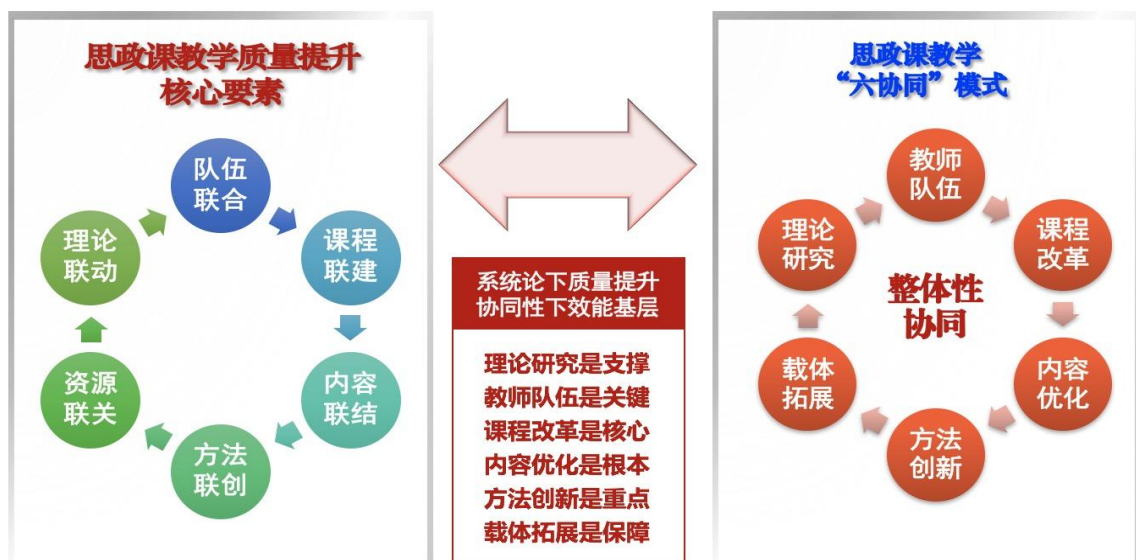 思政课教学质量提升
核心要素
队伍
联合
课程
联建
内容
联结
方法
联创
资源
联关
理论
联动
系统论下质量提升
协同性下效能基层
理论研究是支撑
教师队伍是关键
课程改革是核心
内容优化是根本
方法创新是重点
载体拓展是保障
思政课教学
“六协同”模式
教师
队伍
课程
改革
内容
优化
方法
创新
载体
拓展
理论
研究
整体性
协同